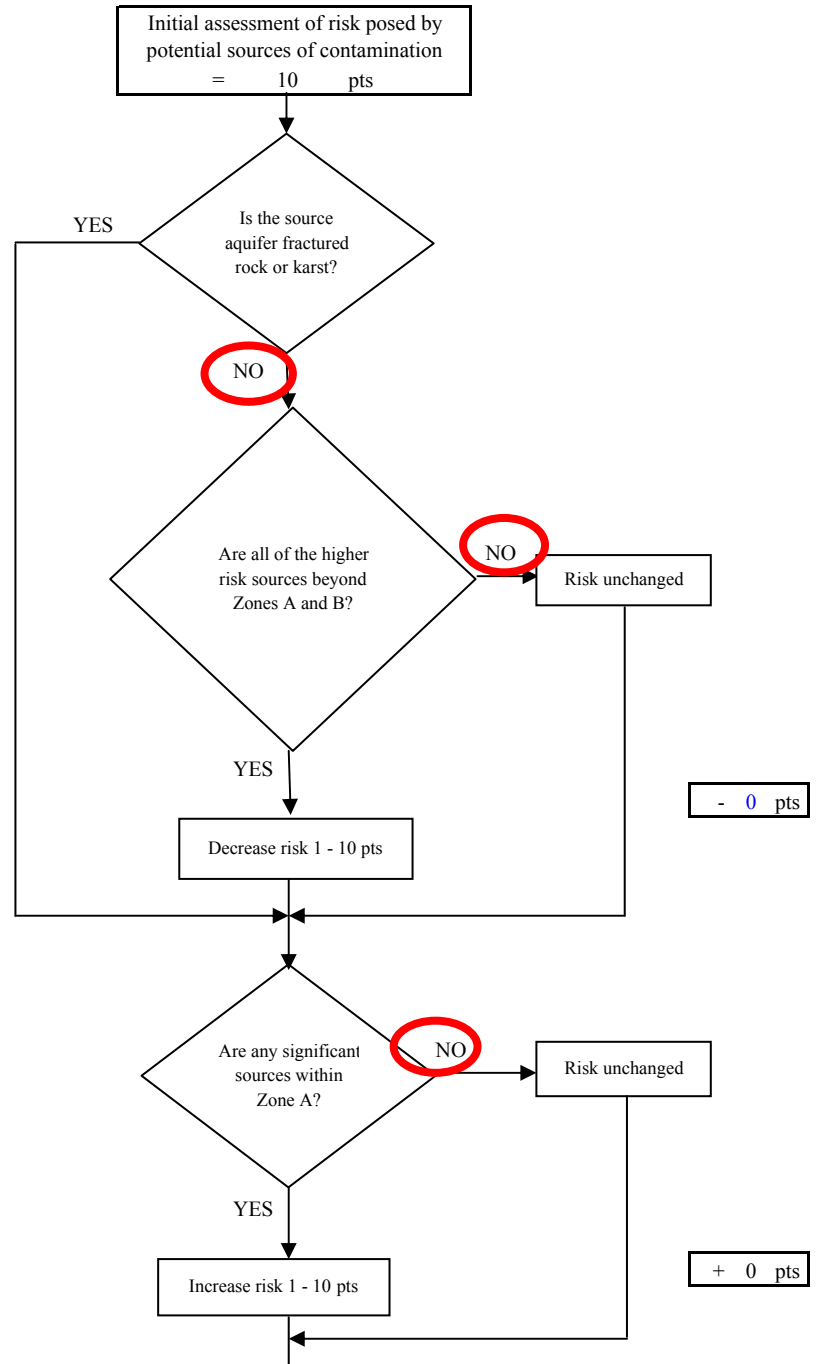 Initial assessment of risk posed by
potential sources of contamination
= 10 pts
YES
Is the source
aquifer fractured
rock or karst?
NO
Are all of the higher
risk sources beyond
Zones A and B?
NO
Risk unchanged
YES
- 0 pts
Decrease risk 1 - 10 pts
Are any significant
sources within
Zone A?
NO
Risk unchanged
YES
+ 0 pts
Increase risk 1 - 10 pts